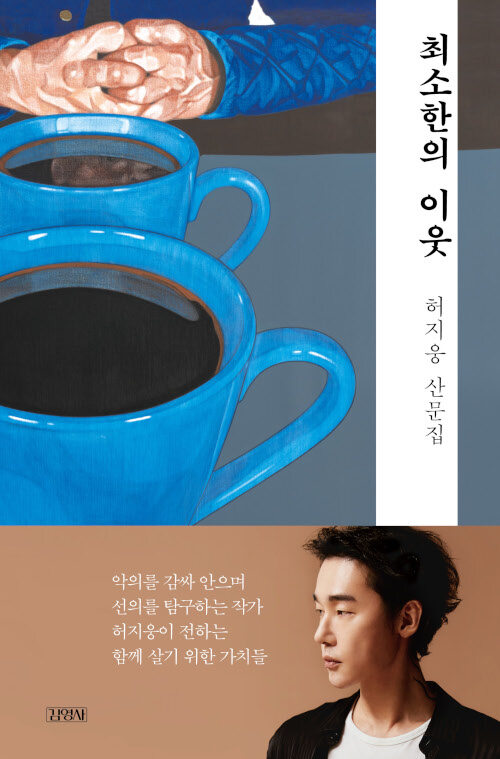 최소한의 이웃
허지웅 산문집
악의를 감싸 안으며
선의를 탐구하는 작가
허지웅이 전하는
함께 살기 위한 가치들
김영사